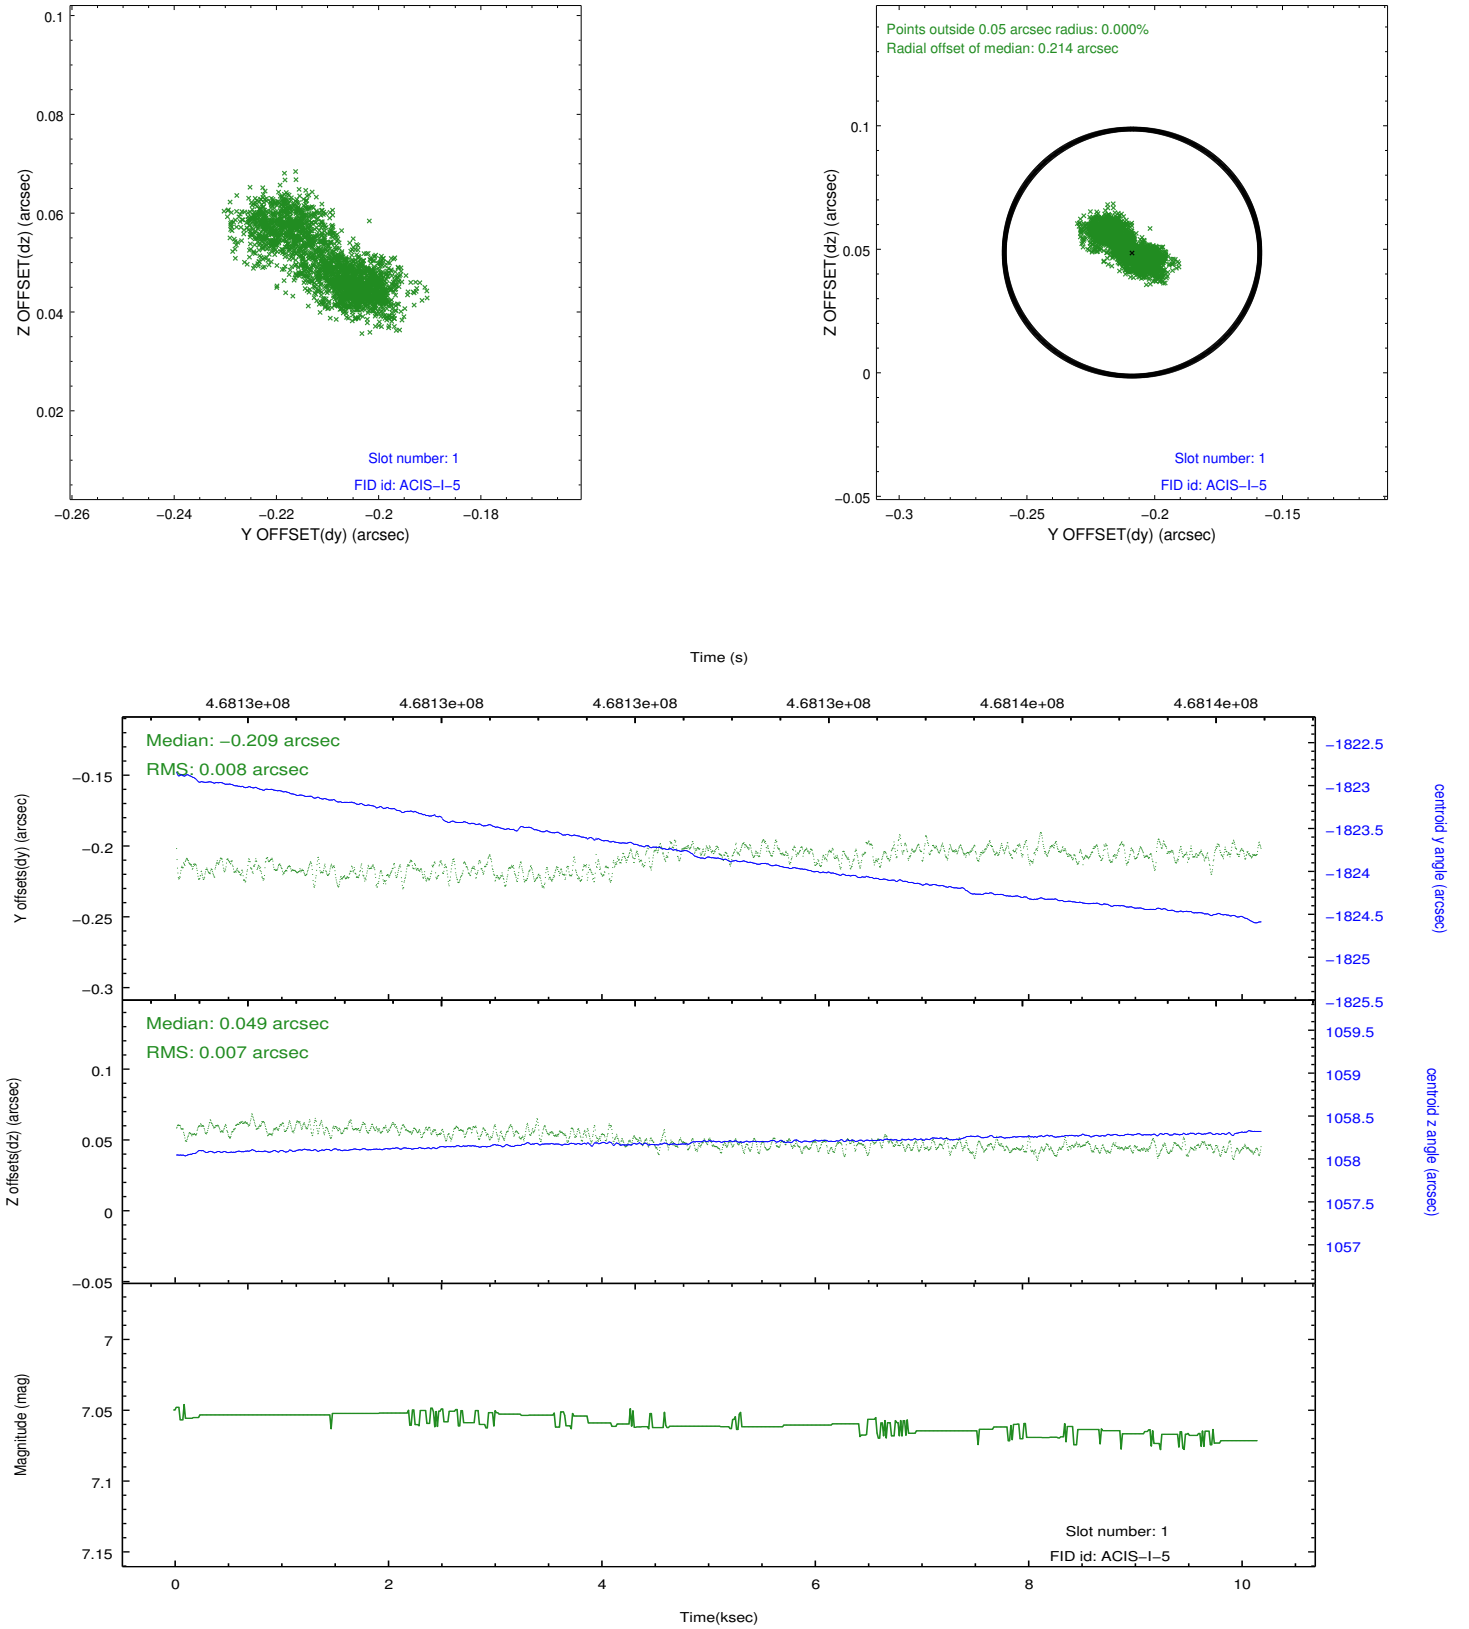 0.1
0.08
0.06
0.04
0.02
Z OFFSET(dz) (arcsec)
−0.26
−0.24
−0.22
−0.2
−0.18
Y OFFSET(dy) (arcsec)
Slot number: 1
FID id: ACIS−I−5
Points outside 0.05 arcsec radius: 0.000%
Radial offset of median: 0.214 arcsec
0.1
0.05
0
−0.05
Z OFFSET(dz) (arcsec)
−0.3
−0.25
−0.2
−0.15
Y OFFSET(dy) (arcsec)
Slot number: 1
FID id: ACIS−I−5
Time (s)
4.6813e+08
4.6813e+08
4.6813e+08
4.6813e+08
4.6814e+08
4.6814e+08
Median: −0.209 arcsec
RMS: 0.008 arcsec
−0.15
−0.2
−0.25
−0.3
Y offsets(dy) (arcsec)
−1822.5
−1823
−1823.5
−1824
−1824.5
−1825
−1825.5
centroid y angle (arcsec)
Median: 0.049 arcsec
RMS: 0.007 arcsec
0.1
0.05
0
−0.05
Z offsets(dz) (arcsec)
1059.5
1059
1058.5
1058
1057.5
1057
centroid z angle (arcsec)
7
7.05
7.1
7.15
Magnitude (mag)
Slot number: 1
FID id: ACIS−I−5
0
2
4
6
8
10
Time(ksec)